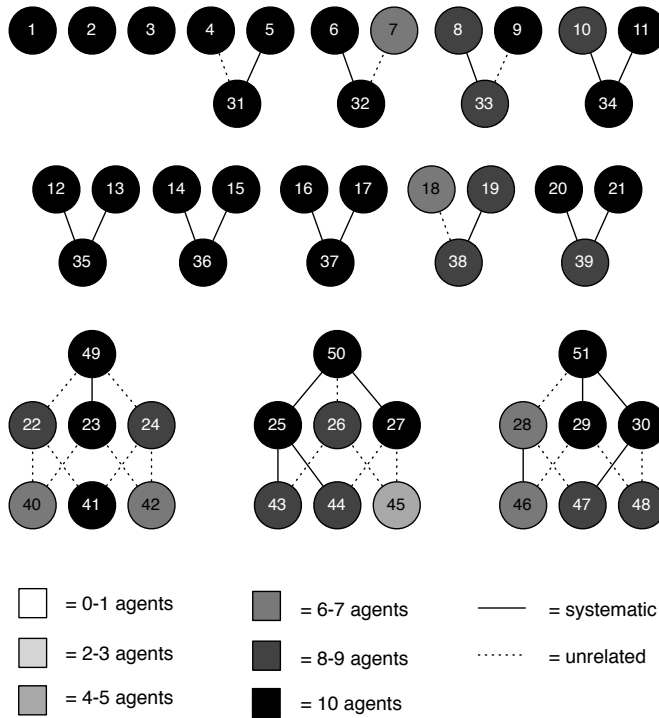 1 2 3 4 5 6 7 8 9 10 11
31 32 33 34
12 13 14 15 16 17 18 19 20 21
35 36 37 38 39
49 50 51
22 23 24 25 26 27 28 29 30
40 41 42 43 44 45 46 47 48
= 0-1 agents = 6-7 agents = systematic
= 2-3 agents = 8-9 agents = unrelated
= 4-5 agents = 10 agents